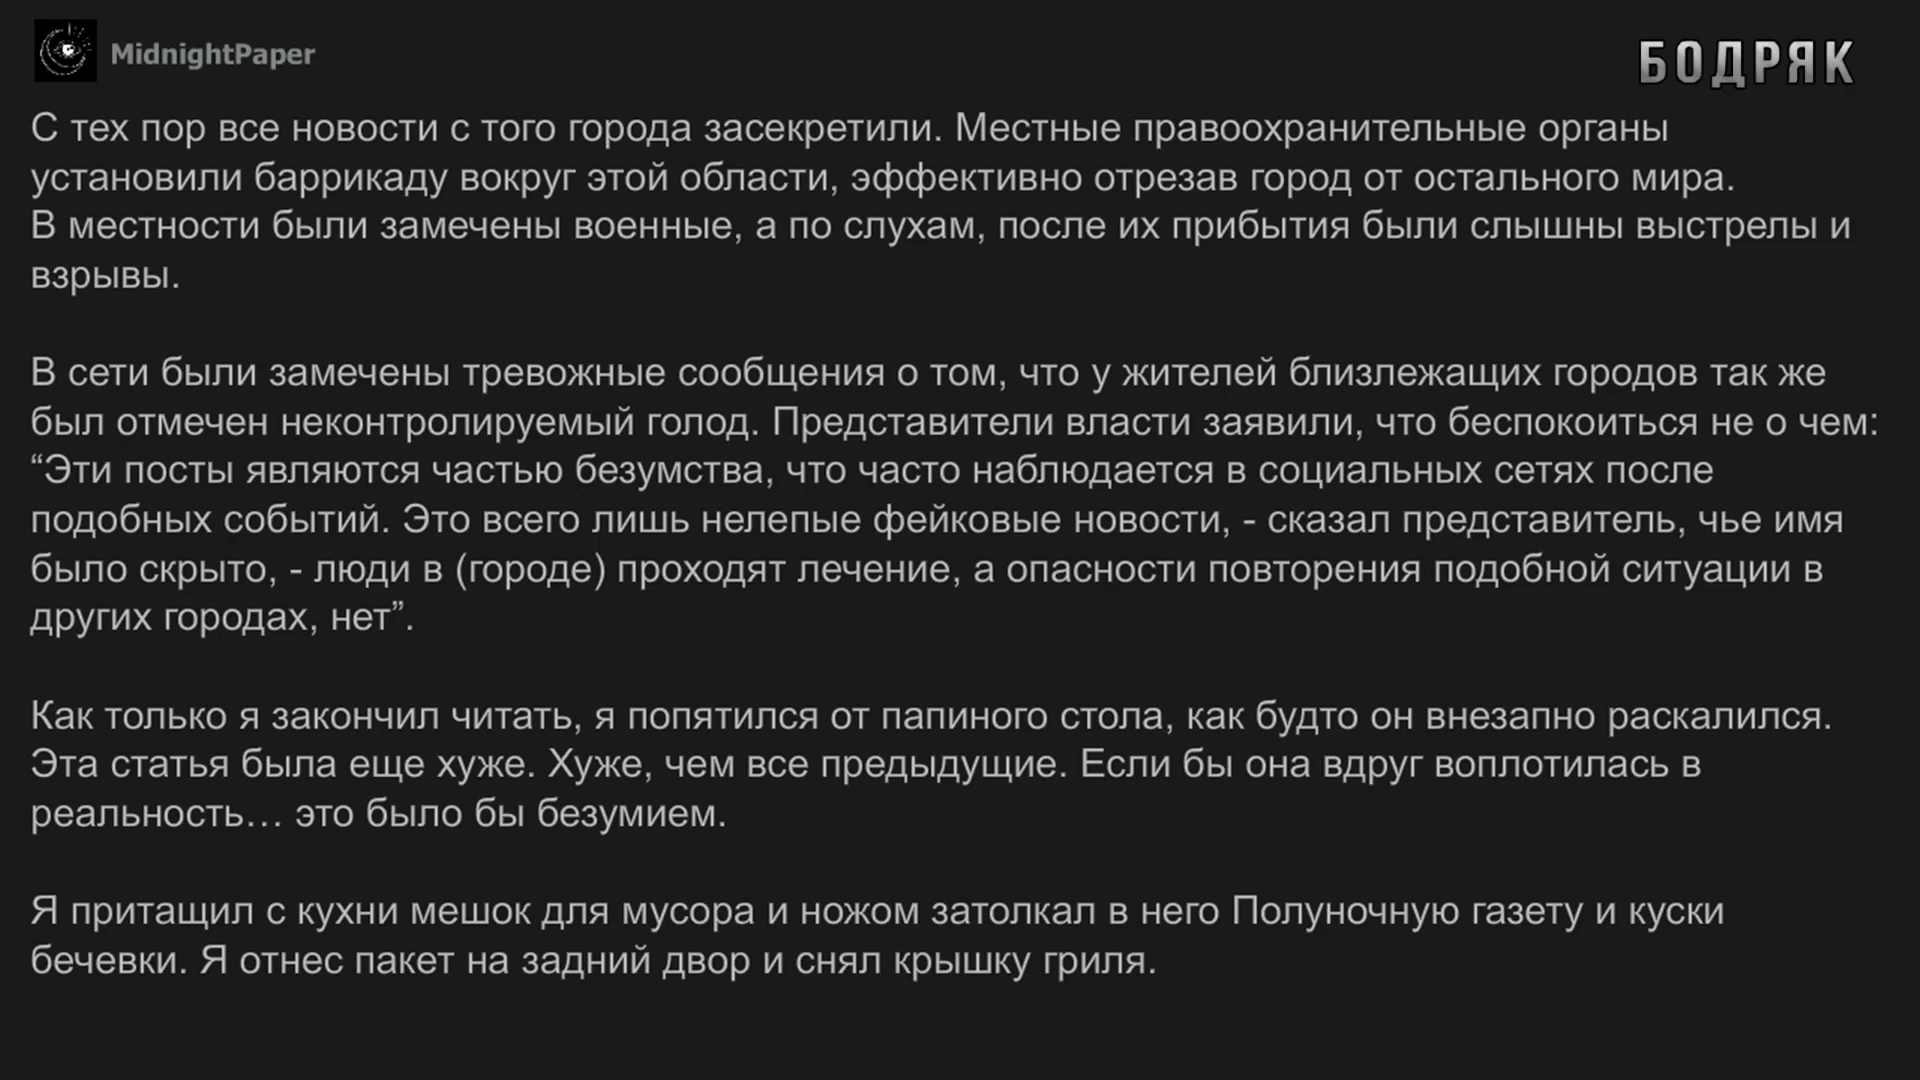 MidnightPaper
БОДРЯК
С тех пор все новости с того города засекретили. Местные правоохранительные органы
установили баррикаду вокруг этой области, эффективно отрезав город от остального мира.
В местности были замечены военные, а по слухам, после их прибытия были слышны выстрелы и
взрывы.
В сети были замечены тревожные сообщения о том, что у жителей близлежащих городов так же
был отмечен неконтролируемый голод. Представители власти заявили, что беспокоиться не о чем:
“Эти посты являются частью безумства, что часто наблюдается в социальных сетях после
подобных событий. Это всего лишь нелепые фейковые новости, - сказал представитель, чье имя
было скрыто, - люди в (городе) проходят лечение, а опасности повторения подобной ситуации в
других городах, нет”.
Как только я закончил читать, я попятился от папиного стола, как будто он внезапно раскалился.
Эта статья была еще хуже. Хуже, чем все предыдущие. Если бы она вдруг воплотилась в
реальность… это было бы безумием.
Я притащил с кухни мешок для мусора и ножом затолкал в него Полуночную газету и куски
бечевки. Я отнес пакет на задний двор и снял крышку гриля.